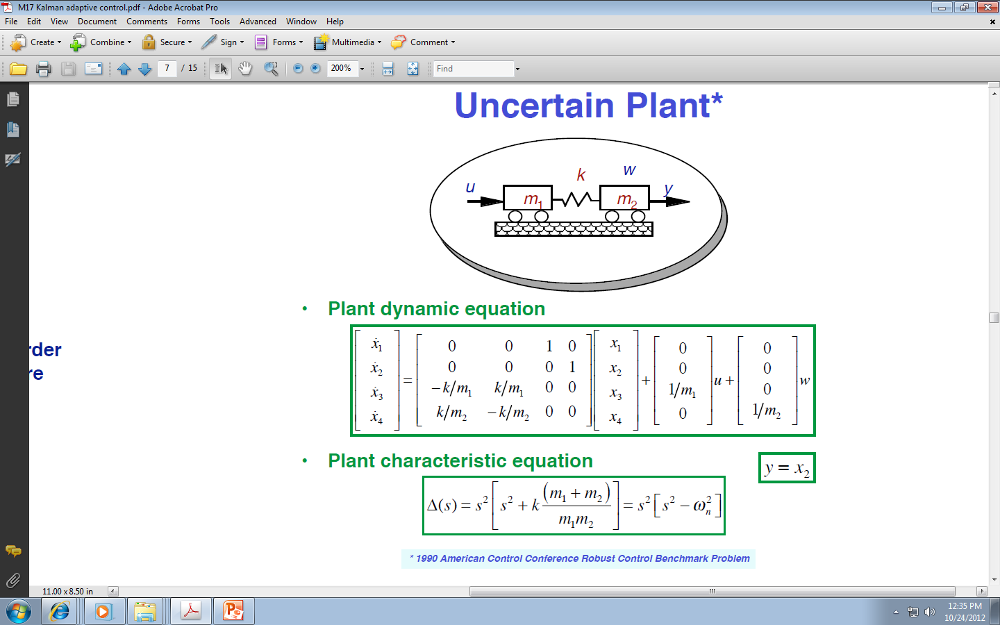 M17 Kalman adaptive control.pdf - Adobe Acrobat Pro
File Edit View Document Comments Forms Tools Advanced Window Help
Create Combine Secure Sign Forms Multimedia Comment
7 / 15 200% Find
Uncertain Plant*
u m1 k w m2 y
• Plant dynamic equation
[ẋ1 ẋ2 ẋ3 ẋ4] = [0 0 1 0; 0 0 0 1; −k/m1 k/m1 0 0; k/m2 −k/m2 0 0] [x1 x2 x3 x4] + [0 0 1/m1 0] u + [0 0 0 1/m2] w
rder
re
• Plant characteristic equation
y = x2
Δ(s) = s² [s² + k (m1 + m2) / m1m2] = s² [s² − ωn²]
* 1990 American Control Conference Robust Control Benchmark Problem
11.00 x 8.50 in
12:35 PM
10/24/2012